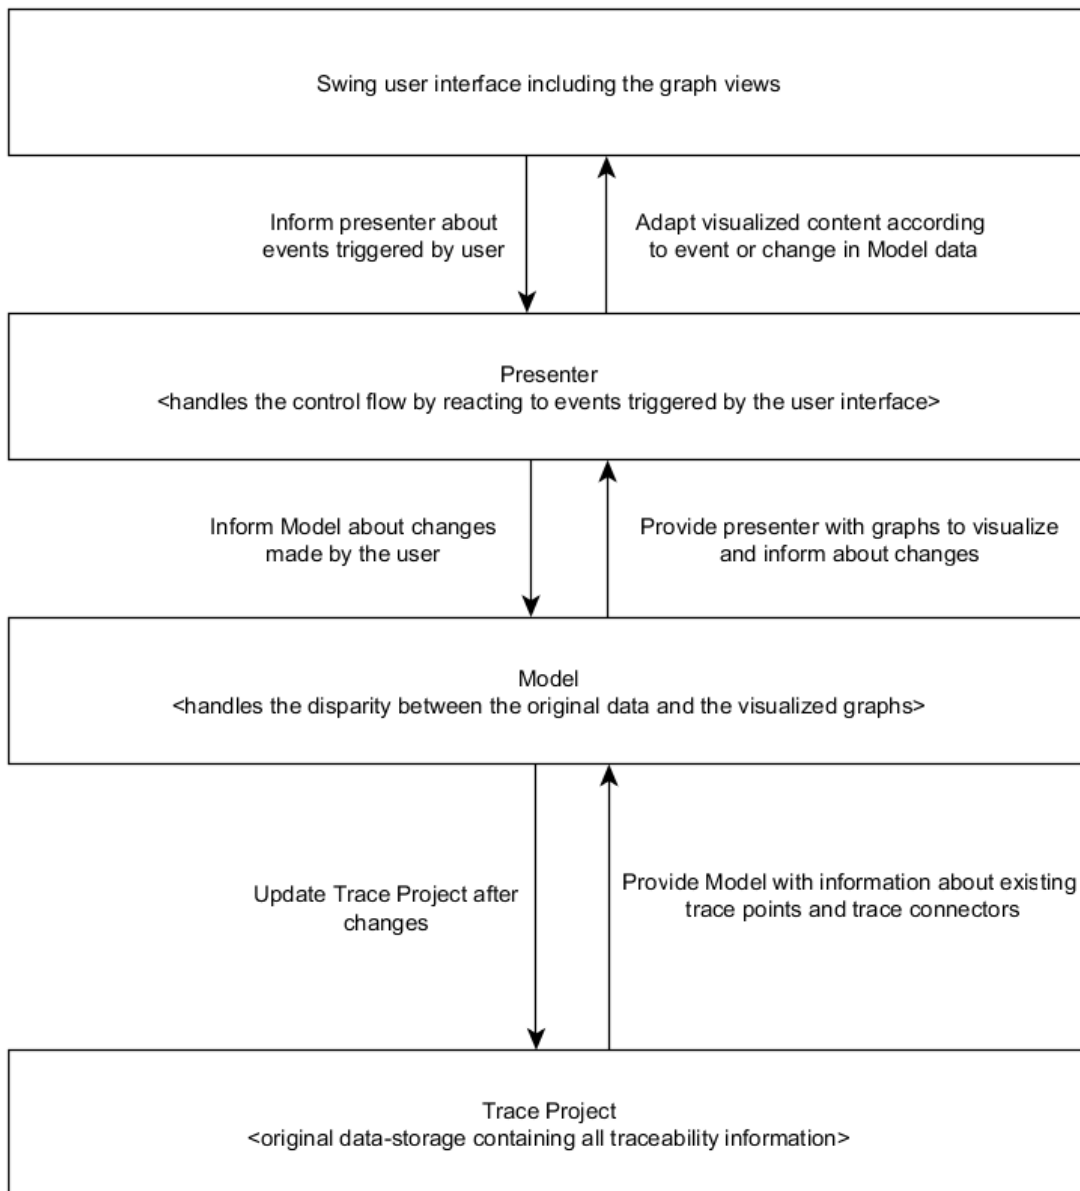 Swing user interface including the graph views
Inform presenter about
events triggered by user
Adapt visualized content according
to event or change in Model data
Presenter
<handles the control flow by reacting to events triggered by the user interface>
Inform Model about changes
made by the user
Provide presenter with graphs to visualize
and inform about changes
Model
<handles the disparity between the original data and the visualized graphs>
Update Trace Project after
changes
Provide Model with information about existing
trace points and trace connectors
Trace Project
<original data-storage containing all traceability information>